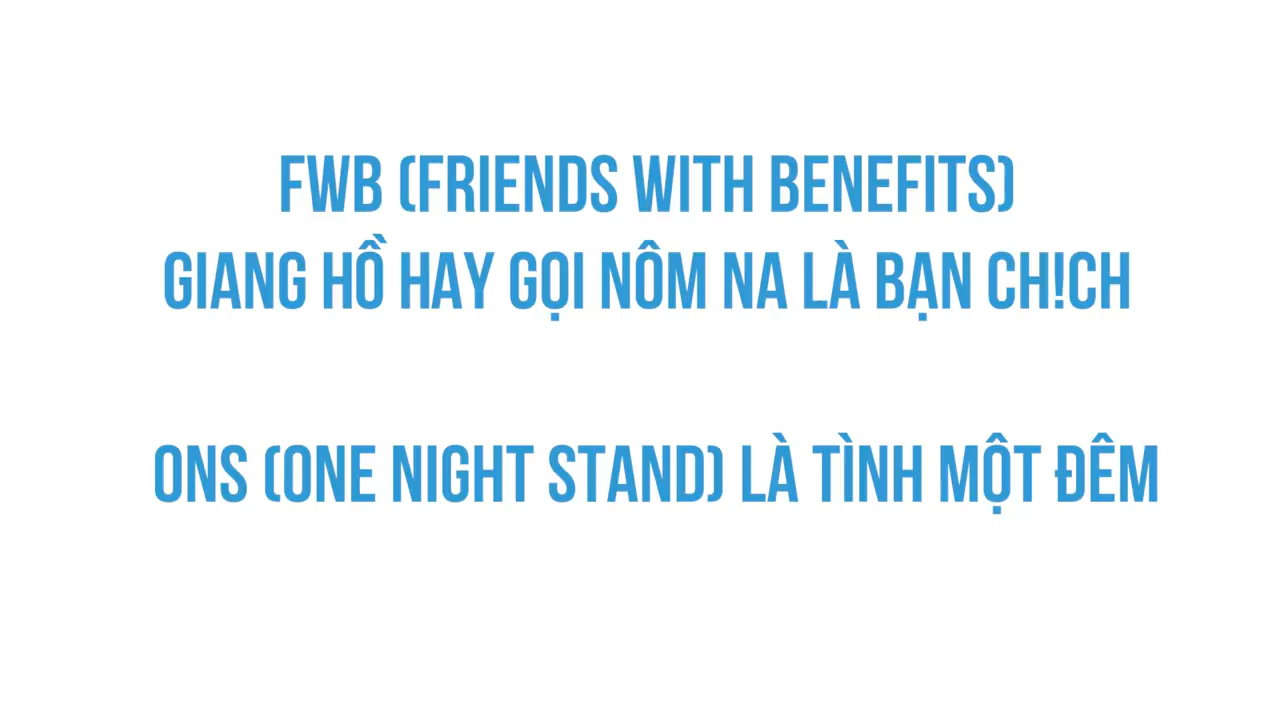 FWB (FRIENDS WITH BENEFITS)
GIANG HỒ HAY GỌI NÔM NA LÀ BẠN CH!CH
ONS (ONE NIGHT STAND) LÀ TÌNH MỘT ĐÊM